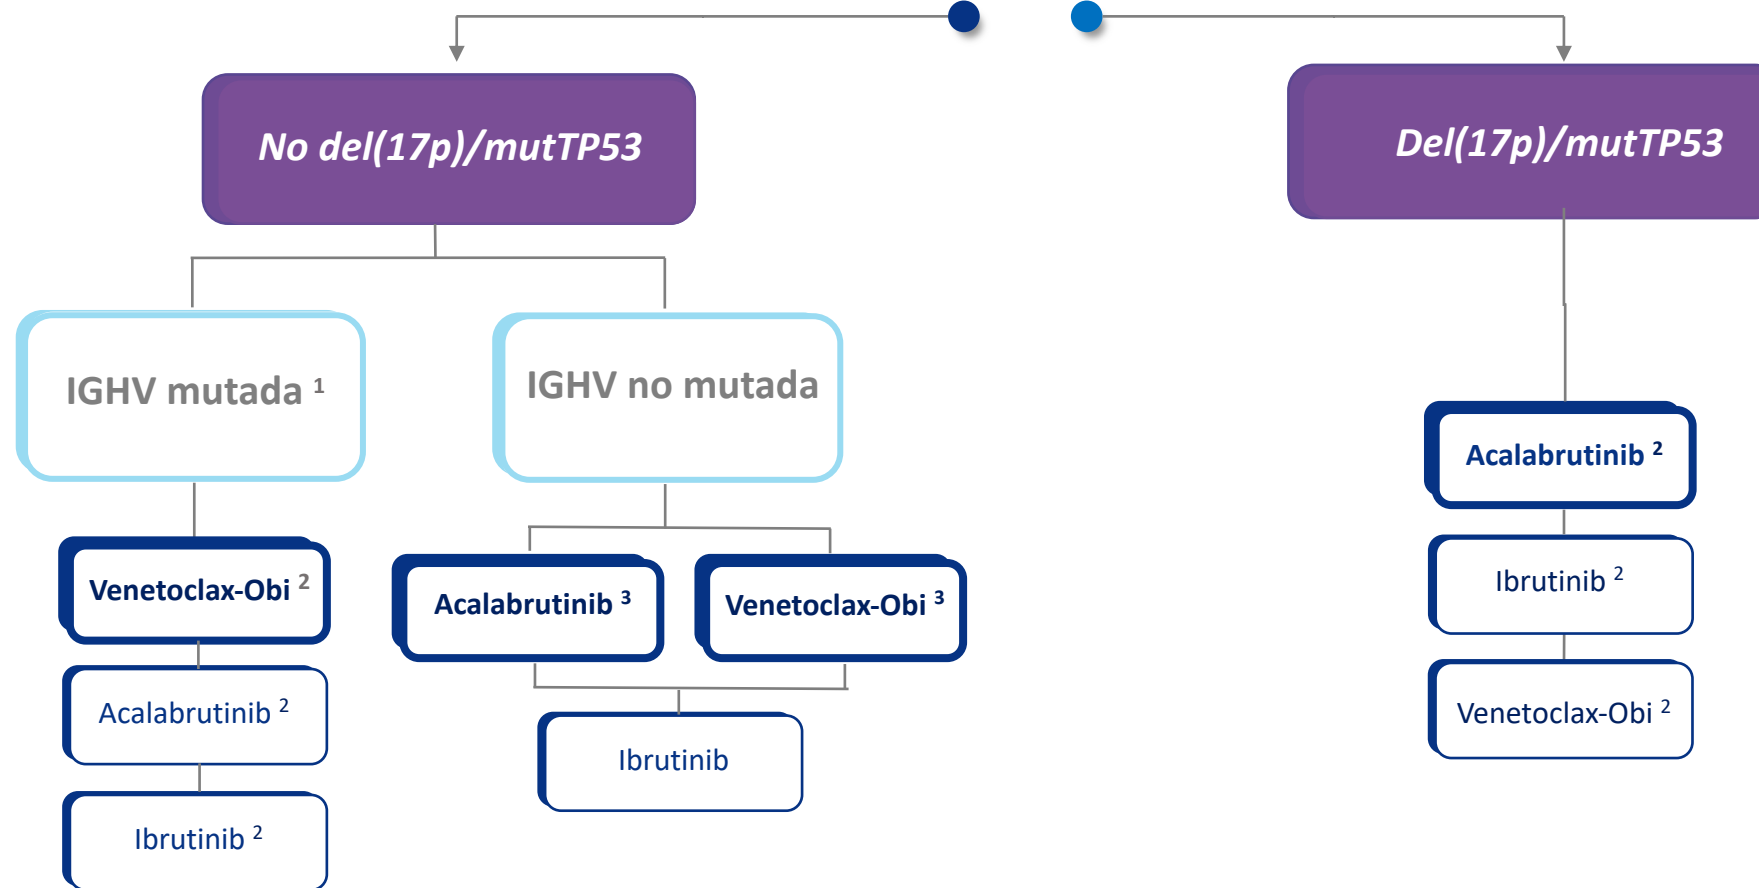 No del(17p)/mutTP53
Del(17p)/mutTP53
IGHV mutada ¹
IGHV no mutada
Venetoclax-Obi ²
Acalabrutinib ²
Ibrutinib ²
Acalabrutinib ³
Venetoclax-Obi ³
Ibrutinib
Acalabrutinib ²
Ibrutinib ²
Venetoclax-Obi ²